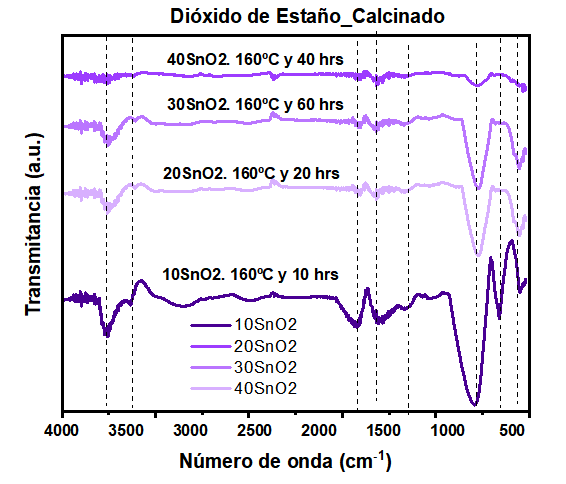 Dióxido de Estaño_Calcinado
40SnO2. 160ºC y 40 hrs
30SnO2. 160ºC y 60 hrs
20SnO2. 160ºC y 20 hrs
10SnO2. 160ºC y 10 hrs
10SnO2
20SnO2
30SnO2
40SnO2
Transmitancia (a.u.)
4000 3500 3000 2500 2000 1500 1000 500
Número de onda (cm-1)